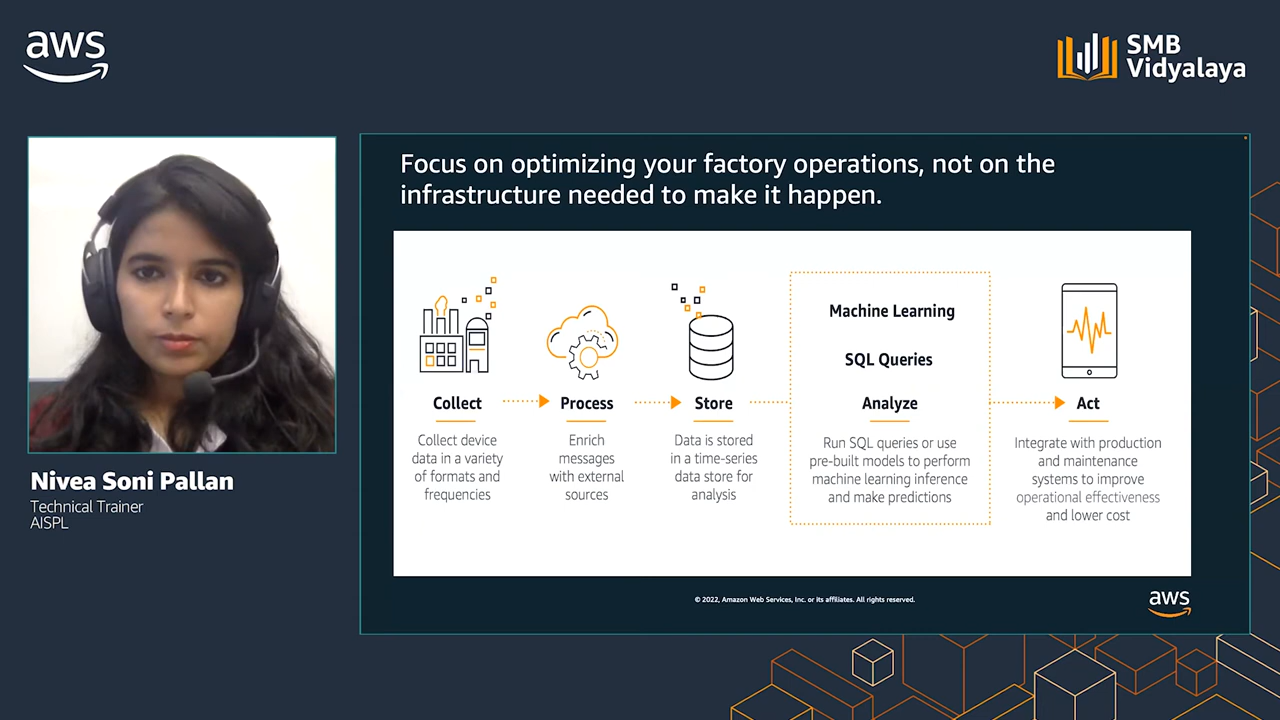 aws
SMB
Vidyalaya
Focus on optimizing your factory operations, not on the
infrastructure needed to make it happen.
Machine Learning
SQL Queries
Collect
Process
Store
Analyze
Act
Collect device
data in a variety
of formats and
frequencies
Enrich
messages
with external
sources
Data is stored
in a time-series
data store for
analysis
Run SQL queries or use
pre-built models to perform
machine learning inference
and make predictions
Integrate with production
and maintenance
systems to improve
operational effectiveness
and lower cost
Nivea Soni Pallan
Technical Trainer
AISPL
© 2022, Amazon Web Services, Inc. or its affiliates. All rights reserved.
aws